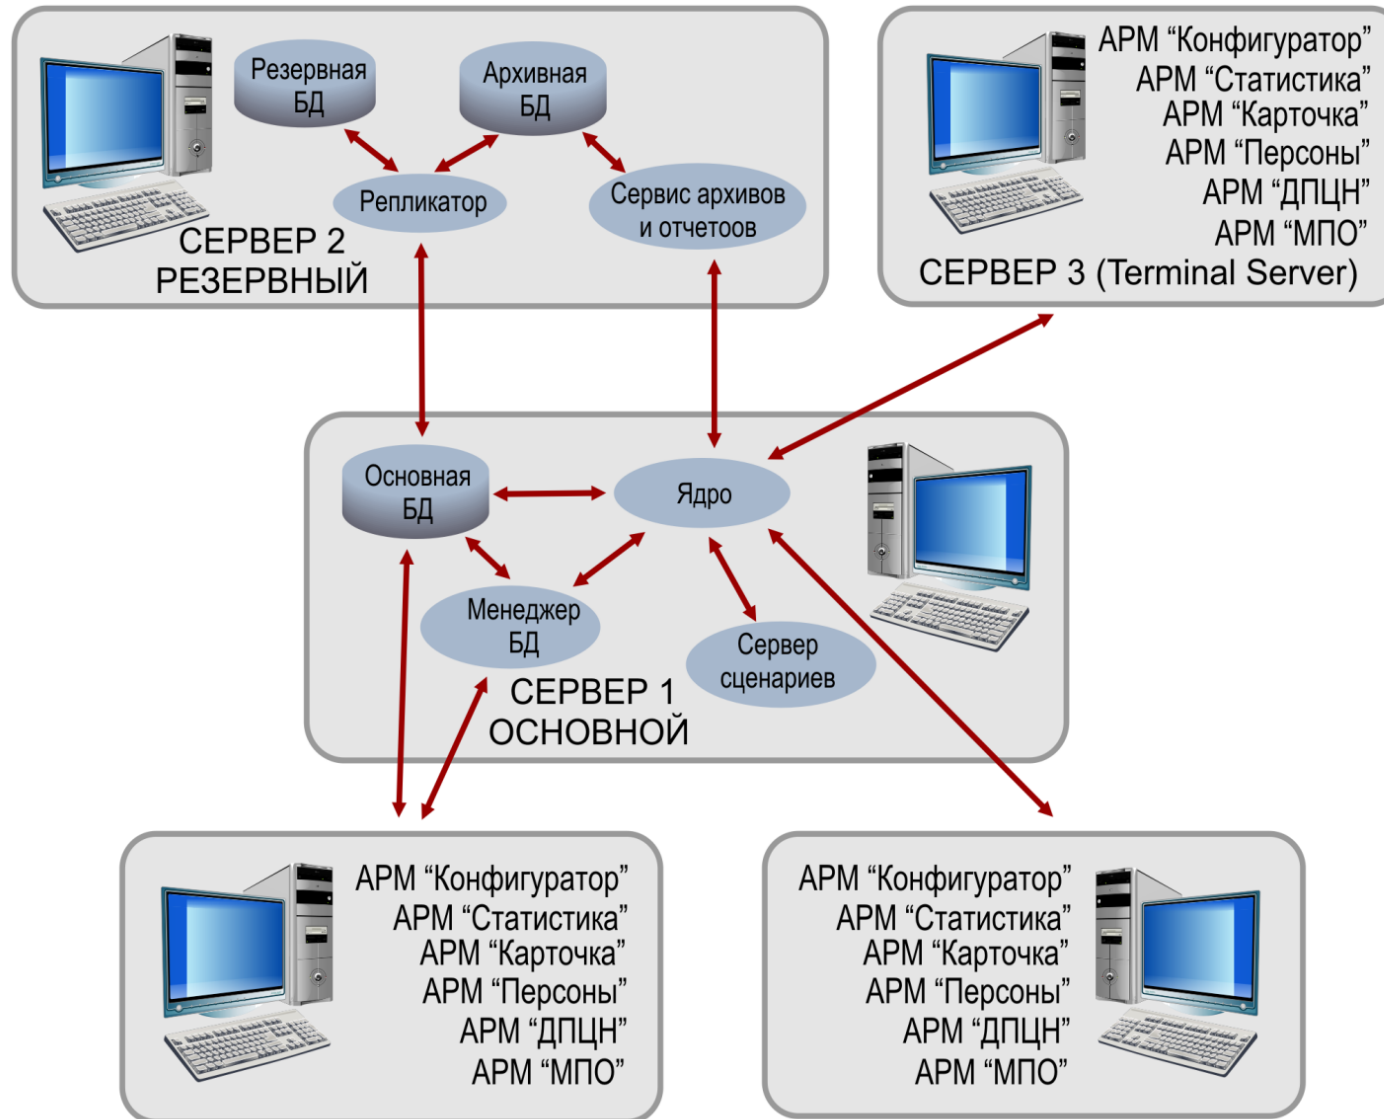 Резервная
БД
Архивная
БД
Репликатор
Сервис архивов
и отчетоов
СЕРВЕР 2
РЕЗЕРВНЫЙ
АРМ “Конфигуратор”
АРМ “Статистика”
АРМ “Карточка”
АРМ “Персоны”
АРМ “ДПЦН”
АРМ “МПО”
СЕРВЕР 3 (Terminal Server)
Основная
БД
Ядро
Менеджер
БД
Сервер
сценариев
СЕРВЕР 1
ОСНОВНОЙ
АРМ “Конфигуратор”
АРМ “Статистика”
АРМ “Карточка”
АРМ “Персоны”
АРМ “ДПЦН”
АРМ “МПО”
АРМ “Конфигуратор”
АРМ “Статистика”
АРМ “Карточка”
АРМ “Персоны”
АРМ “ДПЦН”
АРМ “МПО”